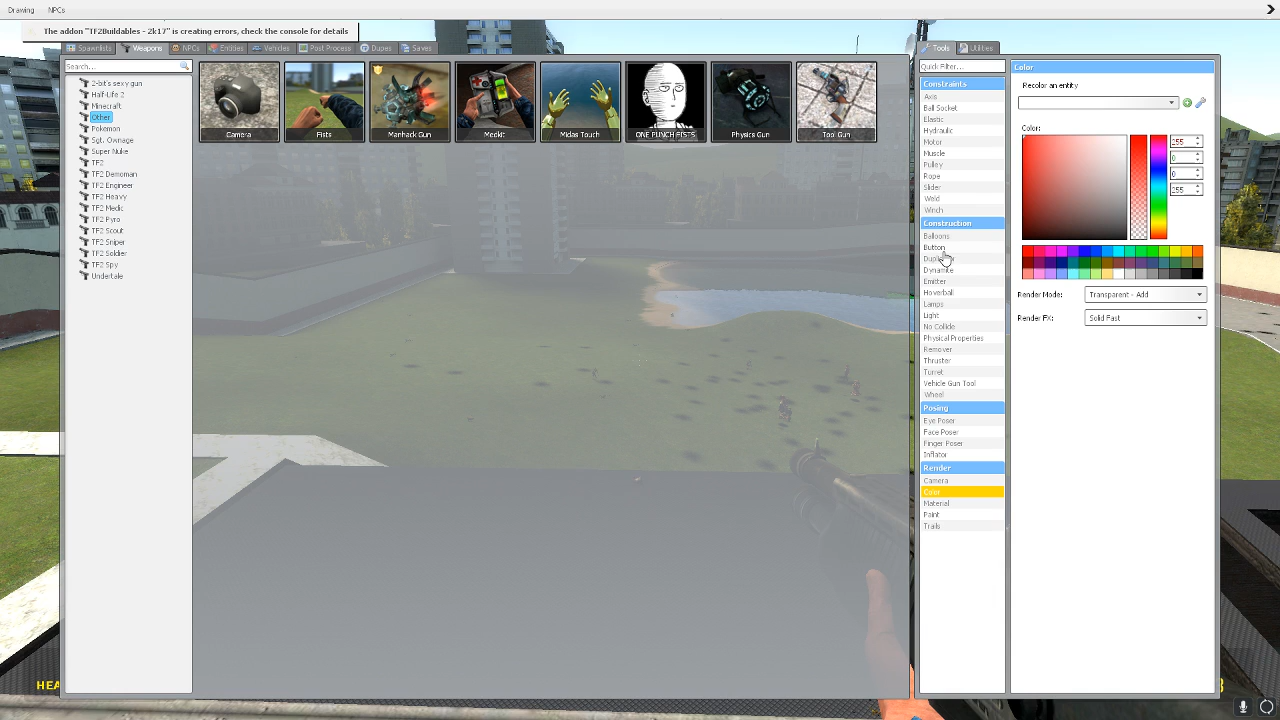 Drawing NPCs
The addon "TF2Buildables - 2k17" is creating errors, check the console for details
Spawnlists Weapons NPCs Entities Vehicles Post Process Dupes Saves
Search...
2-bit's sexy gun
Half-Life 2
Minecraft
Other
Pokemon
Sgt. Ownage
Super Nuke
TF2
TF2 Demoman
TF2 Engineer
TF2 Heavy
TF2 Medic
TF2 Pyro
TF2 Scout
TF2 Sniper
TF2 Soldier
TF2 Spy
Undertale
Camera
Fists
Manhack Gun
Medkit
Midas Touch
ONE PUNCH FISTS
Physics Gun
Tool Gun
Tools Utilities
Quick Filter...
Constraints
Axis
Ball Socket
Elastic
Hydraulic
Motor
Muscle
Pulley
Rope
Slider
Weld
Winch
Construction
Balloons
Button
Dynamite
Emitter
Hoverball
Lamps
Light
No Collide
Physical Properties
Remover
Thruster
Turret
Vehicle Gun Tool
Wheel
Posing
Eye Poser
Face Poser
Finger Poser
Inflator
Render
Camera
Color
Material
Paint
Trails
Color
Recolor an entity
Color:
255
0
0
255
Render Mode: Transparent - Add
Render FX: Solid Fast
HEA